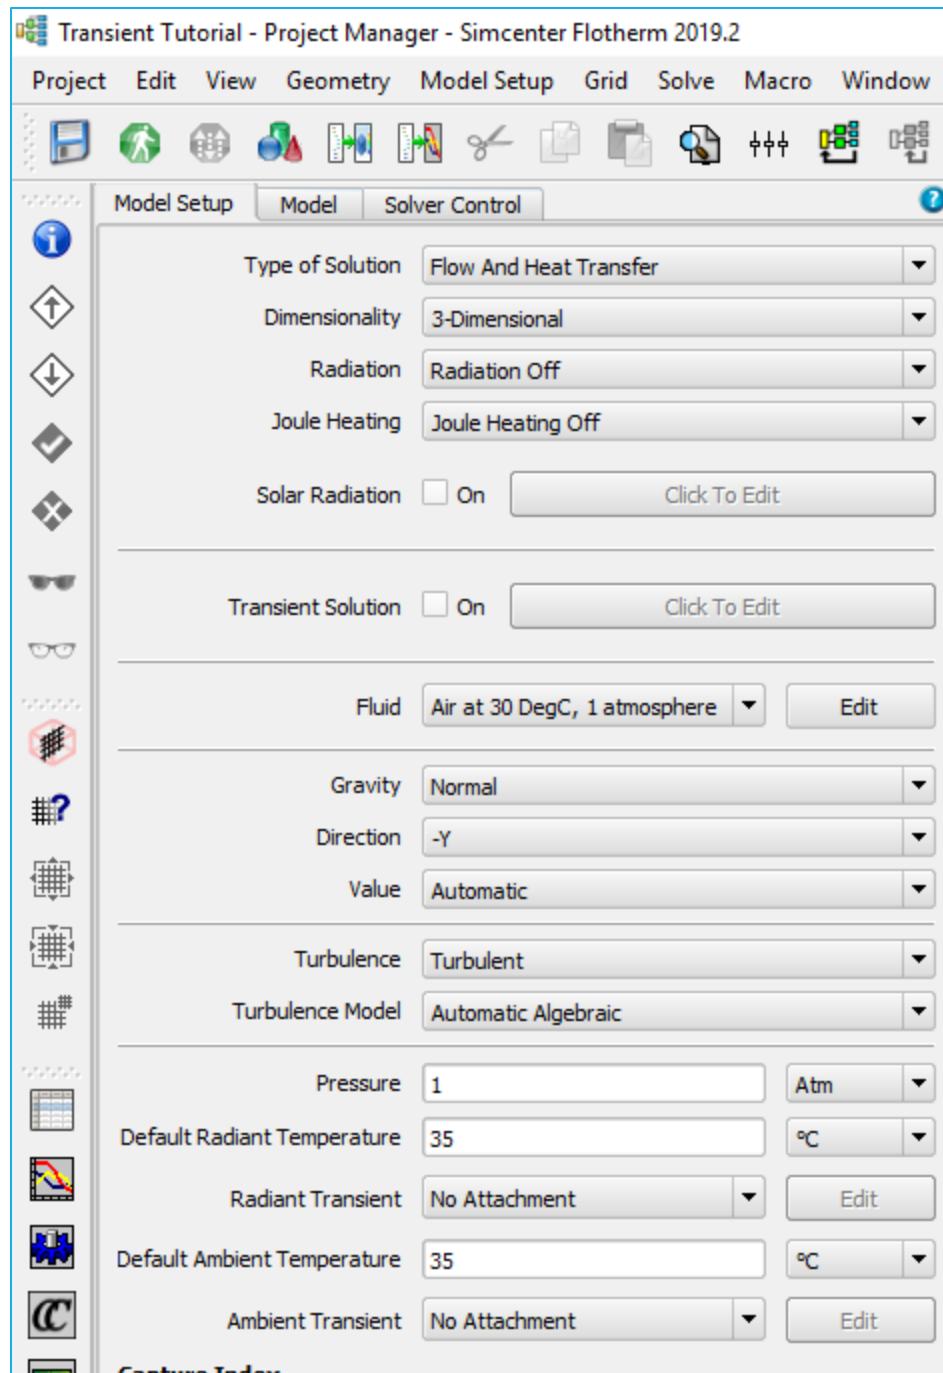 Transient Tutorial - Project Manager - Simcenter Flotherm 2019.2
Project Edit View Geometry Model Setup Grid Solve Macro Window
Model Setup Model Solver Control ?
Type of Solution Flow And Heat Transfer
Dimensionality 3-Dimensional
Radiation Radiation Off
Joule Heating Joule Heating Off
Solar Radiation On Click To Edit
Transient Solution On Click To Edit
Fluid Air at 30 DegC, 1 atmosphere Edit
Gravity Normal
Direction -Y
Value Automatic
Turbulence Turbulent
Turbulence Model Automatic Algebraic
Pressure 1 Atm
Default Radiant Temperature 35 °C
Radiant Transient No Attachment Edit
Default Ambient Temperature 35 °C
Ambient Transient No Attachment Edit
Capture Index